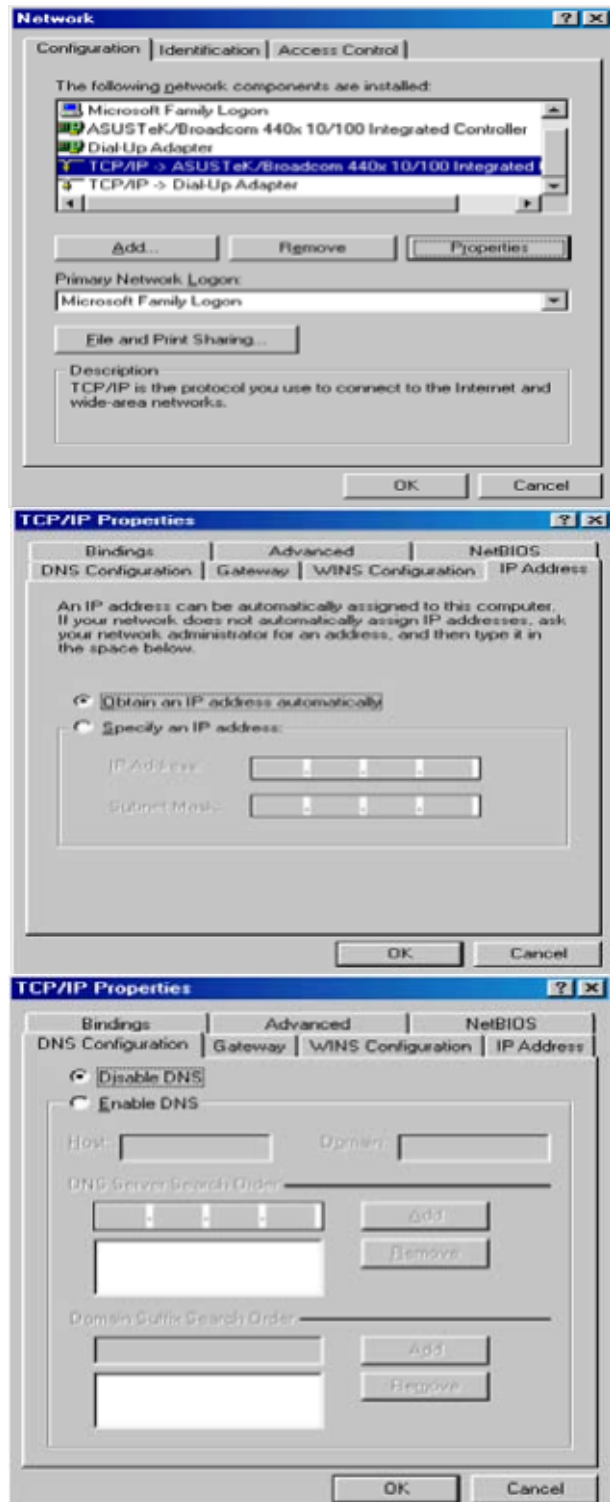 Network
Configuration Identification Access Control
The following network components are installed:
Microsoft Family Logon
ASUSTeK/Broadcom 440x 10/100 Integrated Controller
Dial-Up Adapter
TCP/IP -> ASUSTeK/Broadcom 440x 10/100 Integrated C
TCP/IP -> Dial-Up Adapter
Add... Remove Properties
Primary Network Logon:
Microsoft Family Logon
File and Print Sharing...
Description
TCP/IP is the protocol you use to connect to the Internet and
wide-area networks.
OK Cancel
TCP/IP Properties
Bindings Advanced NetBIOS
DNS Configuration Gateway WINS Configuration IP Address
An IP address can be automatically assigned to this computer.
If your network does not automatically assign IP addresses, ask
your network administrator for an address, and then type it in
the space below.
Obtain an IP address automatically
Specify an IP address:
IP Address:
Subnet Mask:
OK Cancel
TCP/IP Properties
Bindings Advanced NetBIOS
DNS Configuration Gateway WINS Configuration IP Address
Disable DNS
Enable DNS
Host: Domain:
DNS Server Search Order
Add
Remove
Domain Suffix Search Order
Add
Remove
OK Cancel